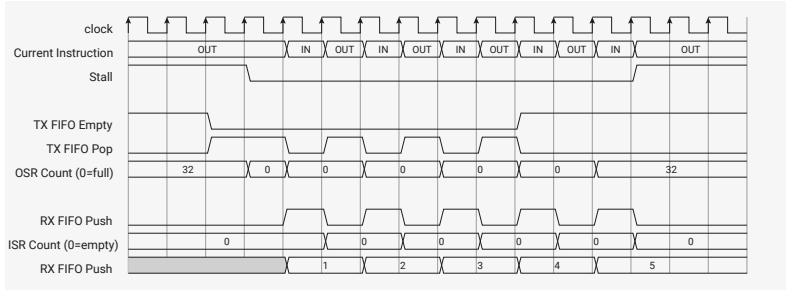 clock
Current Instruction OUT IN OUT IN OUT IN OUT IN OUT IN OUT
Stall
TX FIFO Empty
TX FIFO Pop
OSR Count (0=full) 32 0 0 0 0 0 32
RX FIFO Push
ISR Count (0=empty) 0 0 0 0 0 0
RX FIFO Push 1 2 3 4 5